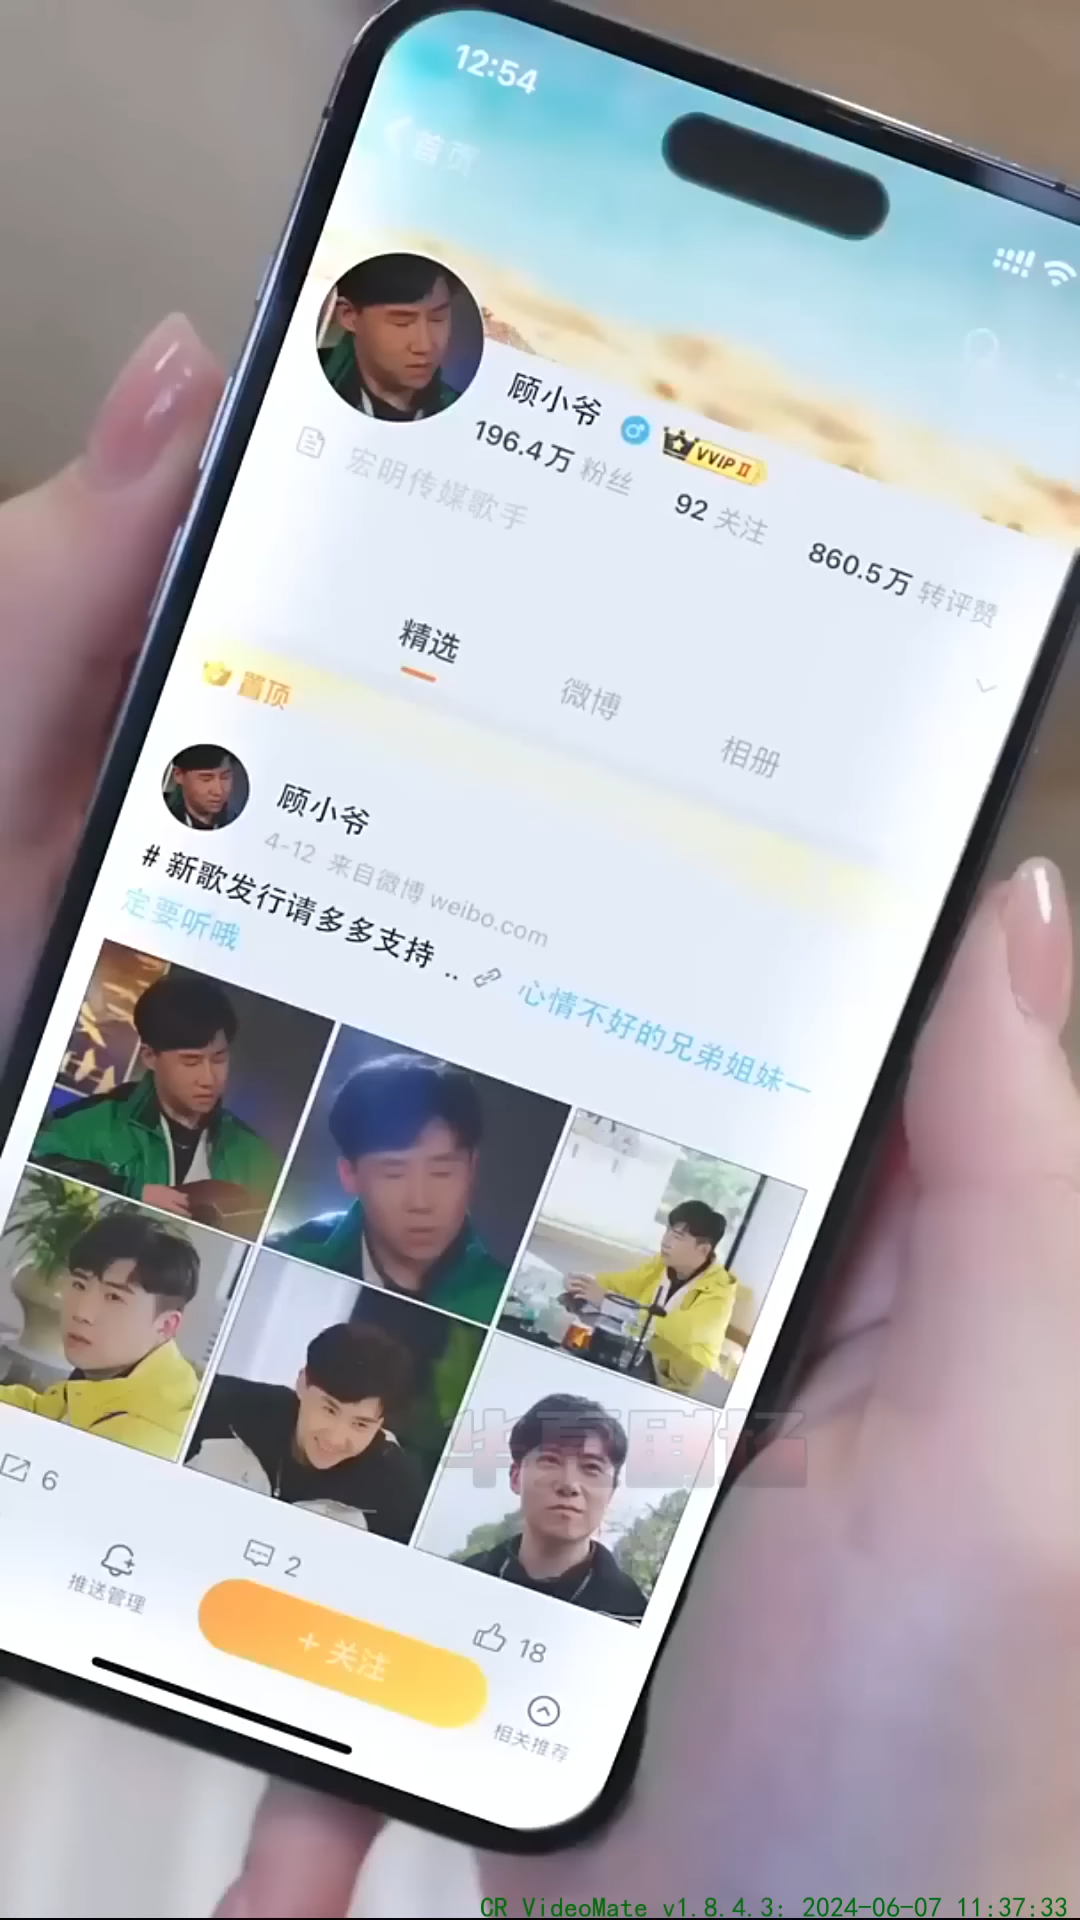 12:54
首页
顾小爷
VVIP II
196.4万 粉丝 92 关注 860.5万 转评赞
宏明传媒歌手
精选 微博 相册
置顶
顾小爷
4-12 来自微博 weibo.com
# 新歌发行请多多支持 .. 心情不好的兄弟姐妹一
定要听哦
华夏剧场
6
2
18
推送管理
+ 关注
相关推荐
CR VideoMate v1.8.4.3: 2024-06-07 11:37:33